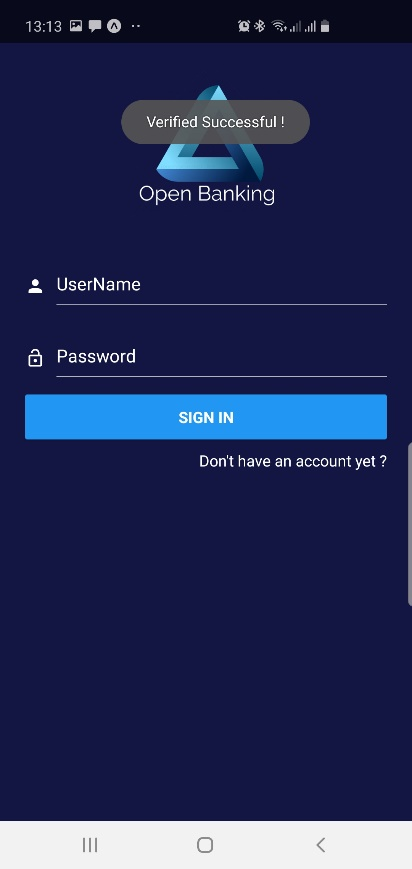 13:13
Verified Successful !
Open Banking
UserName
Password
SIGN IN
Don't have an account yet ?